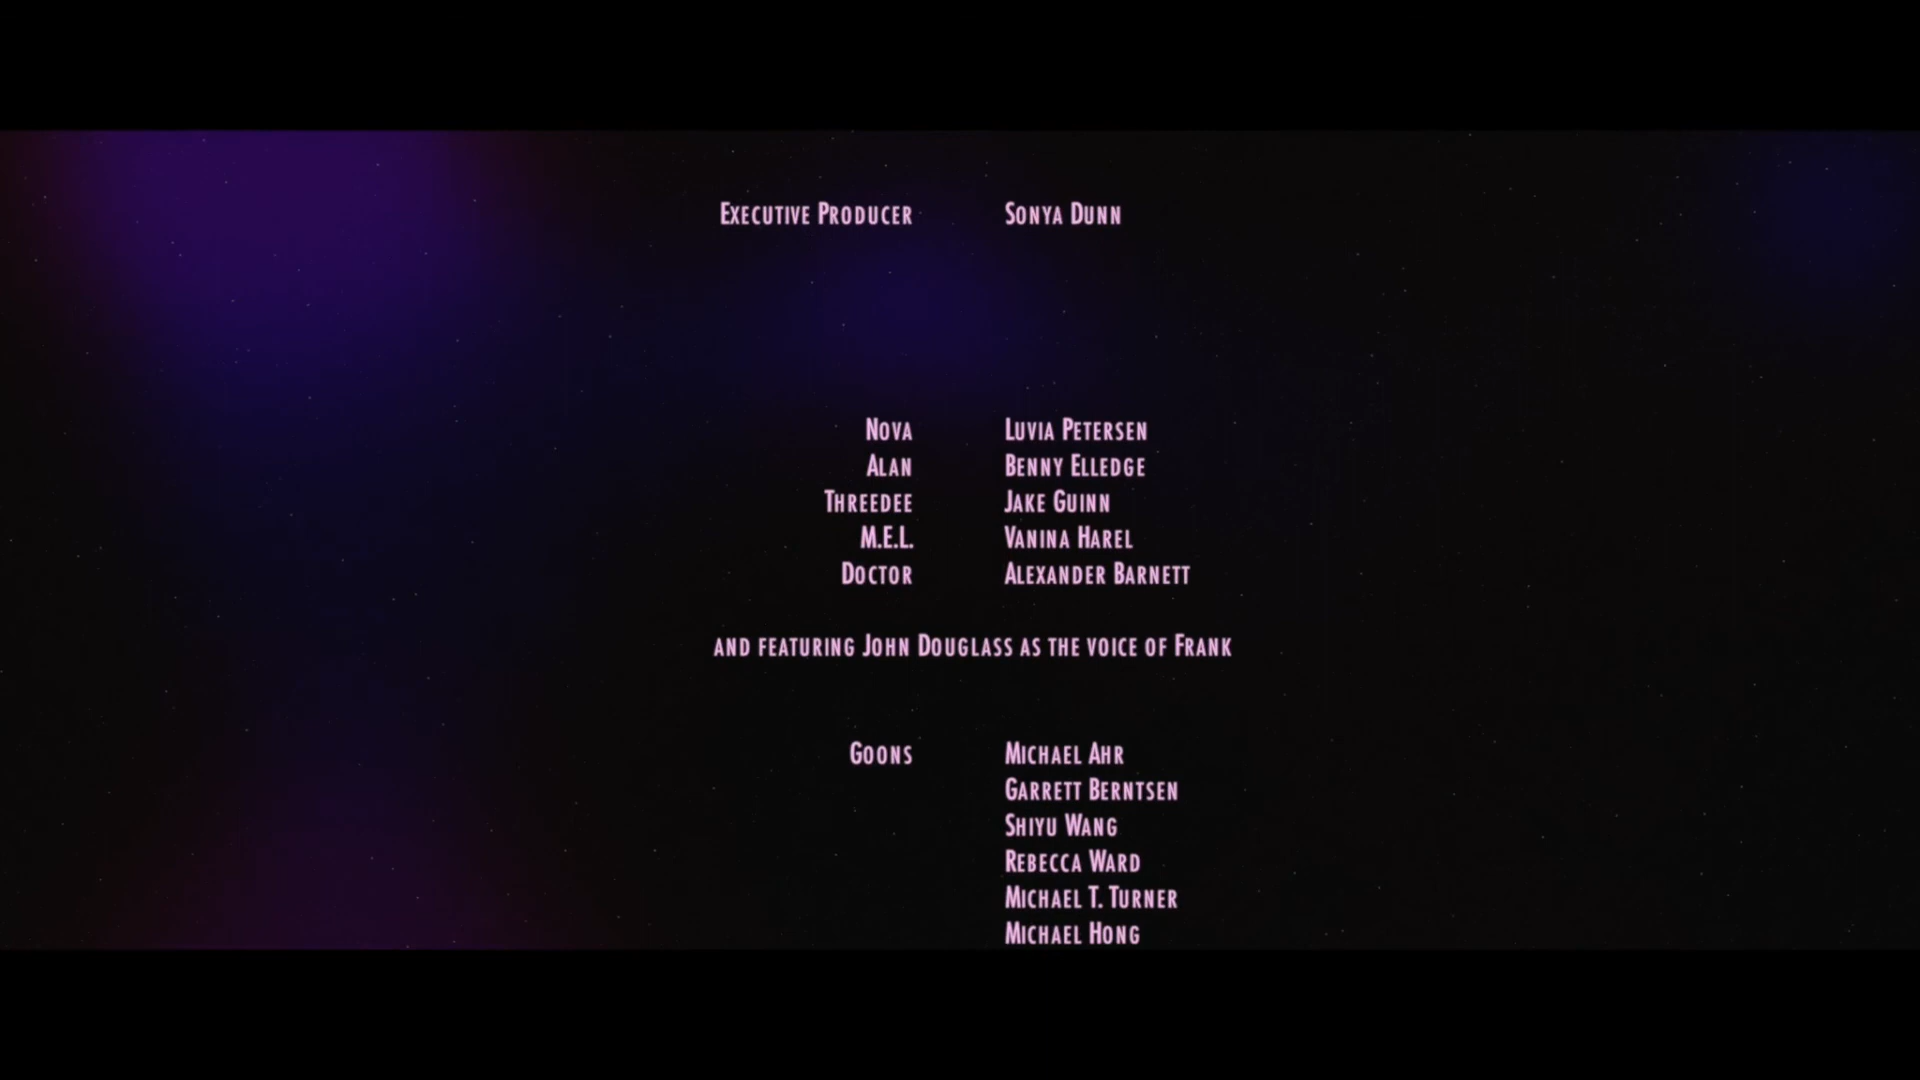 Executive Producer Sonya Dunn
Nova Luvia Petersen
Alan Benny Elledge
Threedee Jake Guinn
M.E.L. Vanina Harel
Doctor Alexander Barnett
and featuring John Douglass as the voice of Frank
Goons Michael Ahr
Garrett Berntsen
Shiyu Wang
Rebecca Ward
Michael T. Turner
Michael Hong